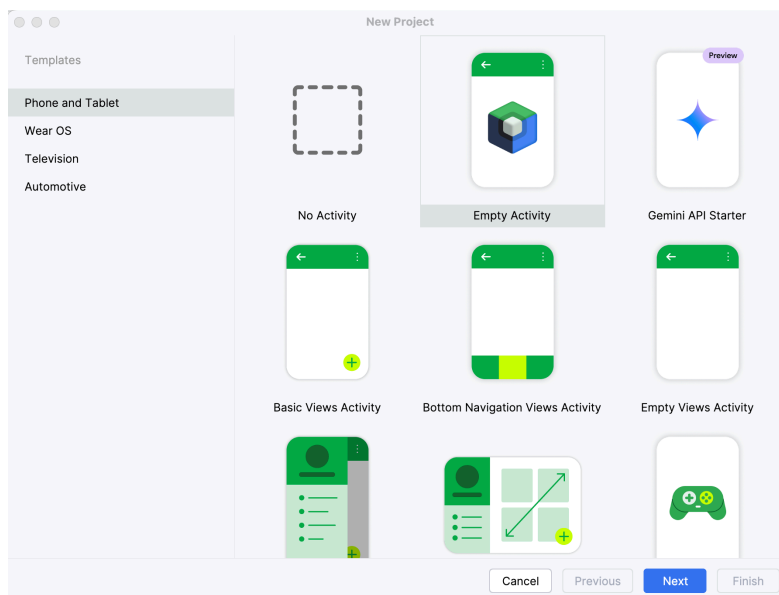 New Project
Templates
Phone and Tablet
Wear OS
Television
Automotive
Preview
No Activity
Empty Activity
Gemini API Starter
Basic Views Activity
Bottom Navigation Views Activity
Empty Views Activity
Cancel
Previous
Next
Finish